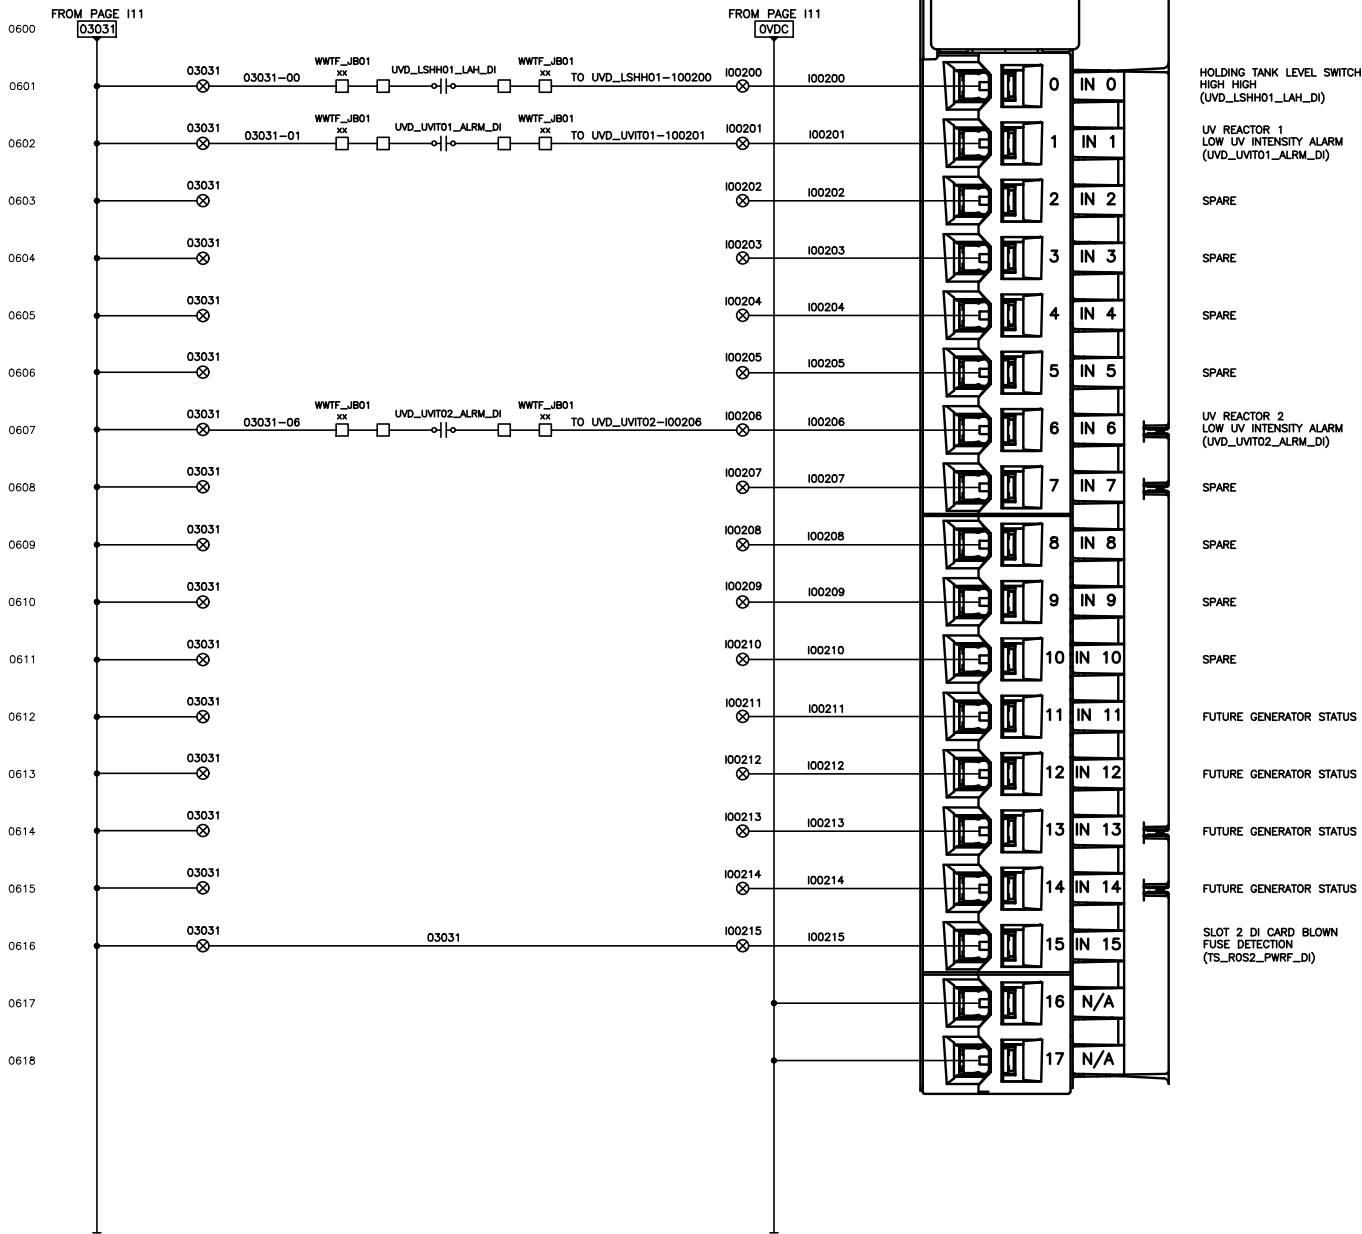 FROM PAGE I11 FROM PAGE I11
0600 03031 0VDC
WWTF_JB01 WWTF_JB01
03031 03031-00 xx UVD_LSHH01_LAH_DI xx TO UVD_LSHH01-100200 I00200 I00200
0601 0 IN 0 HOLDING TANK LEVEL SWITCH
HIGH HIGH
(UVD_LSHH01_LAH_DI)
WWTF_JB01 WWTF_JB01
03031 03031-01 xx UVD_UVIT01_ALRM_DI xx TO UVD_UVIT01-100201 I00201 I00201
0602 1 IN 1 UV REACTOR 1
LOW UV INTENSITY ALARM
(UVD_UVIT01_ALRM_DI)
0603 03031 I00202 I00202 2 IN 2 SPARE
0604 03031 I00203 I00203 3 IN 3 SPARE
0605 03031 I00204 I00204 4 IN 4 SPARE
0606 03031 I00205 I00205 5 IN 5 SPARE
WWTF_JB01 WWTF_JB01
03031 03031-06 xx UVD_UVIT02_ALRM_DI xx TO UVD_UVIT02-I00206 I00206 I00206
0607 6 IN 6 UV REACTOR 2
LOW UV INTENSITY ALARM
(UVD_UVIT02_ALRM_DI)
0608 03031 I00207 I00207 7 IN 7 SPARE
0609 03031 I00208 I00208 8 IN 8 SPARE
0610 03031 I00209 I00209 9 IN 9 SPARE
0611 03031 I00210 I00210 10 IN 10 SPARE
0612 03031 I00211 I00211 11 IN 11 FUTURE GENERATOR STATUS
0613 03031 I00212 I00212 12 IN 12 FUTURE GENERATOR STATUS
0614 03031 I00213 I00213 13 IN 13 FUTURE GENERATOR STATUS
0615 03031 I00214 I00214 14 IN 14 FUTURE GENERATOR STATUS
0616 03031 03031 I00215 I00215 15 IN 15 SLOT 2 DI CARD BLOWN
FUSE DETECTION
(TS_R0S2_PWRF_DI)
0617 16 N/A
0618 17 N/A